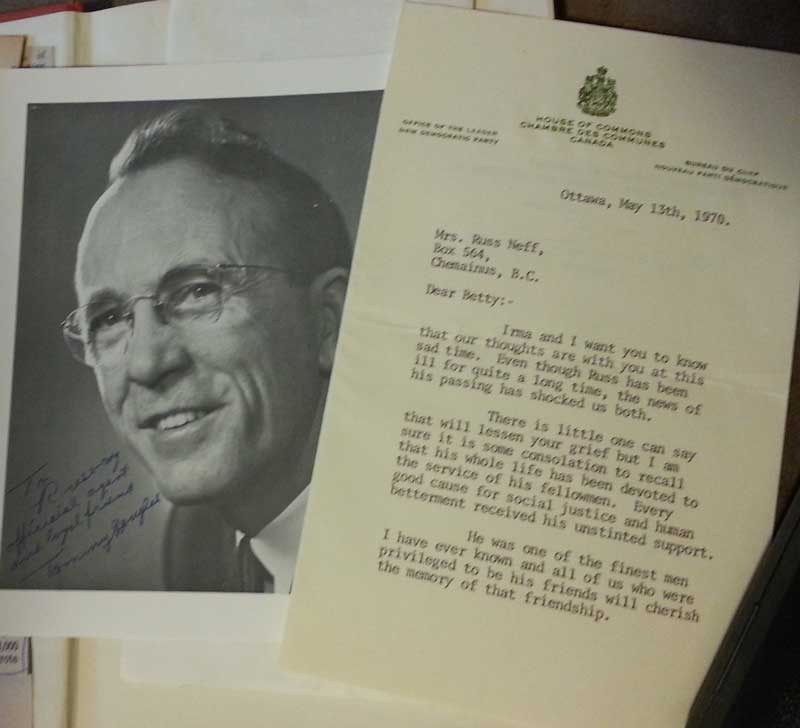 To
Russ my
official agent
and loyal friend
Tommy Douglas
OFFICE OF THE LEADER
NEW DEMOCRATIC PARTY
HOUSE OF COMMONS
CHAMBRE DES COMMUNES
CANADA
BUREAU DU CHEF
NOUVEAU PARTI DÉMOCRATIQUE
Ottawa, May 13th, 1970.
Mrs. Russ Neff,
Box 564,
Chemainus, B.C.
Dear Betty:-
Irma and I want you to know
that our thoughts are with you at this
sad time. Even though Russ has been
ill for quite a long time, the news of
his passing has shocked us both.
There is little one can say
that will lessen your grief but I am
sure it is some consolation to recall
that his whole life has been devoted to
the service of his fellowmen. Every
good cause for social justice and human
betterment received his unstinted support.
He was one of the finest men
I have ever known and all of us who were
privileged to be his friends will cherish
the memory of that friendship.